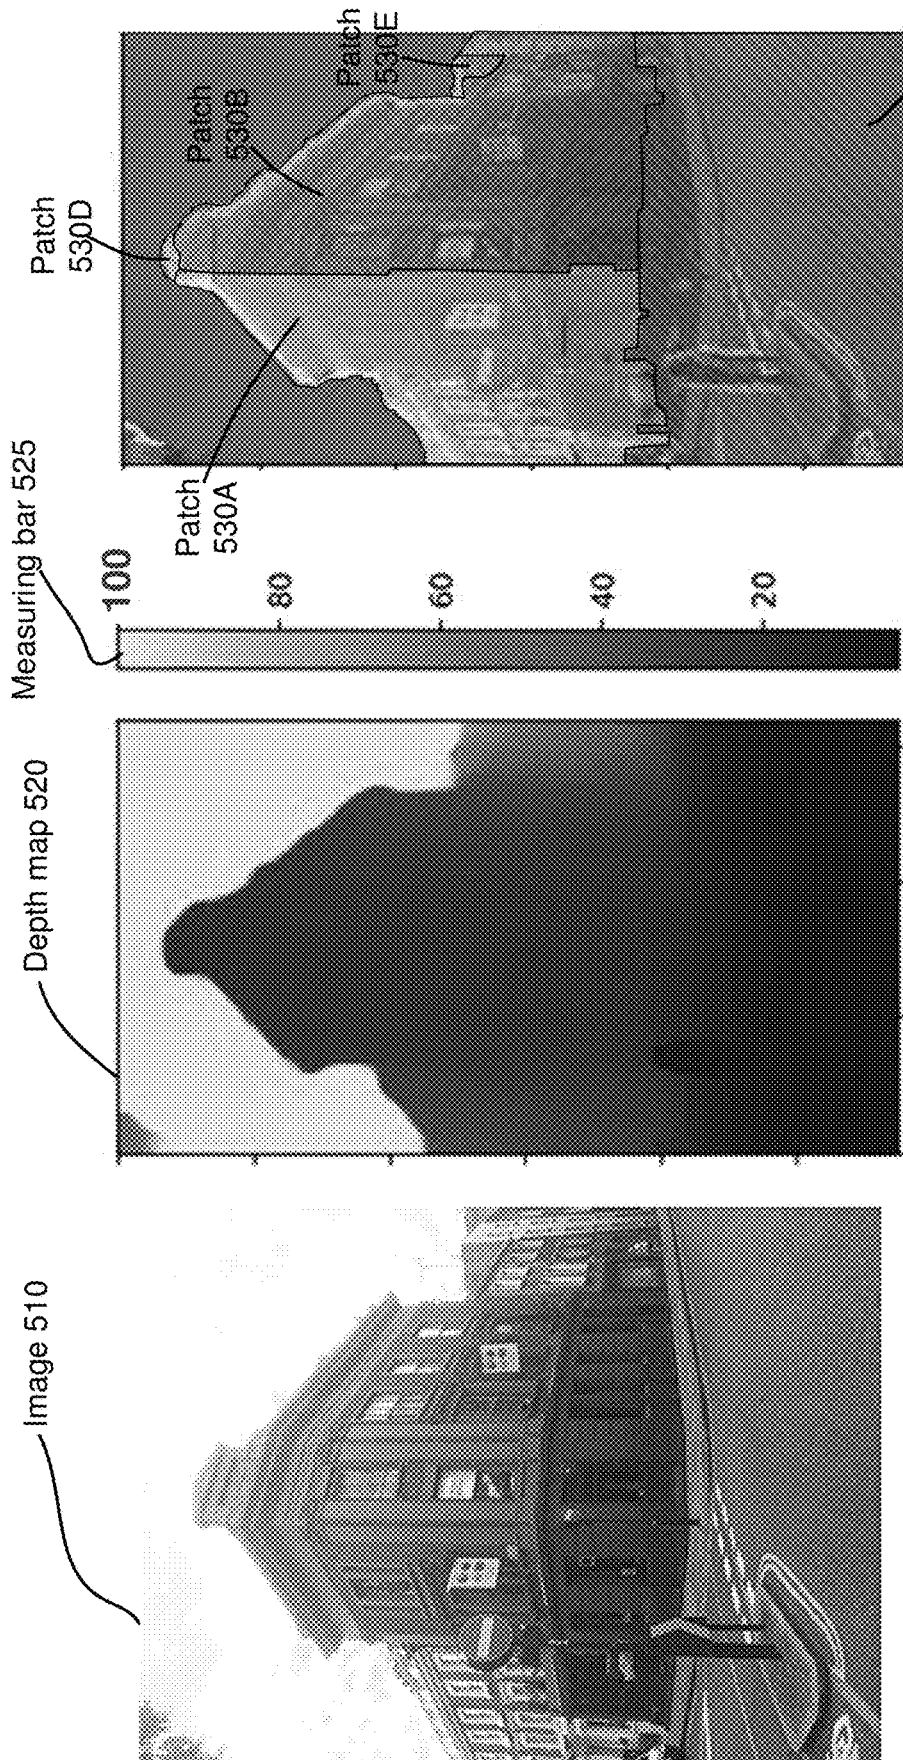 Image 510
Depth map 520
Measuring bar 525
100
80
60
40
20
Patch
530A
Patch
530D
Patch
530B
Patch
530E